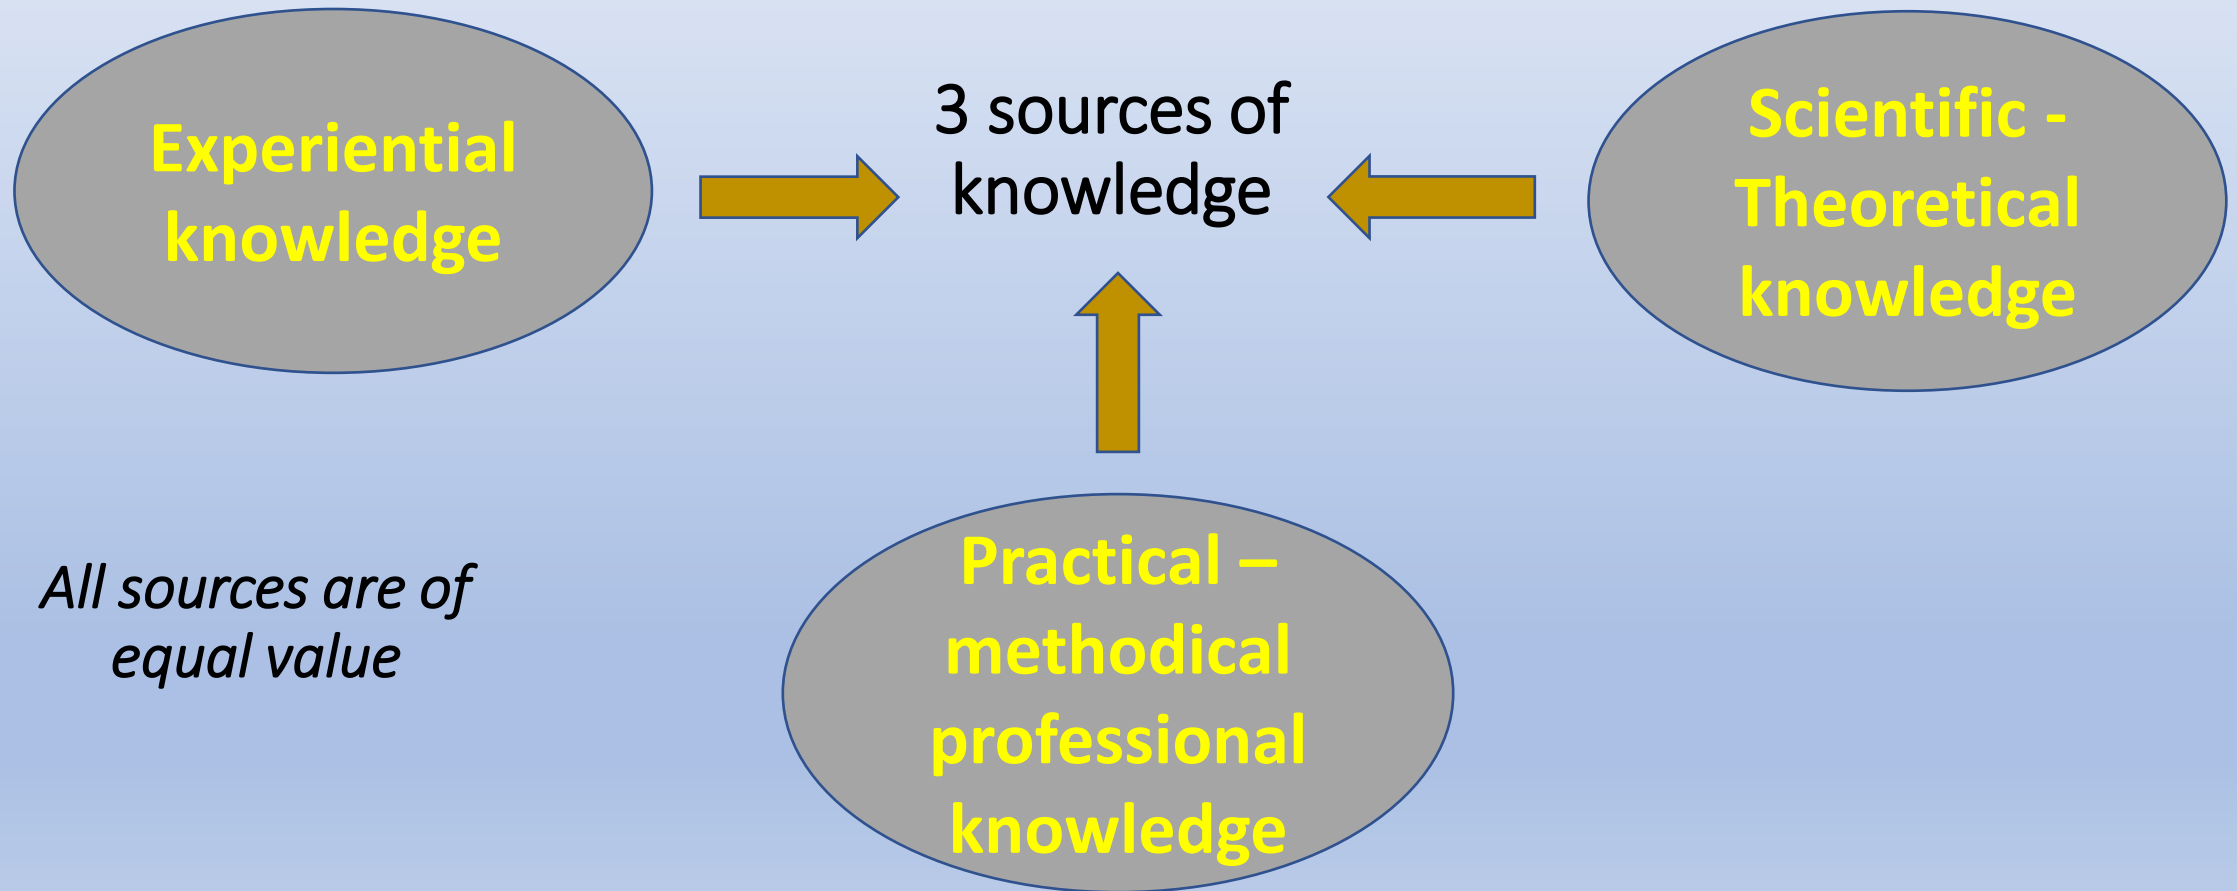 Experiential
knowledge
3 sources of
knowledge
Scientific -
Theoretical
knowledge
Practical –
methodical
professional
knowledge
All sources are of
equal value